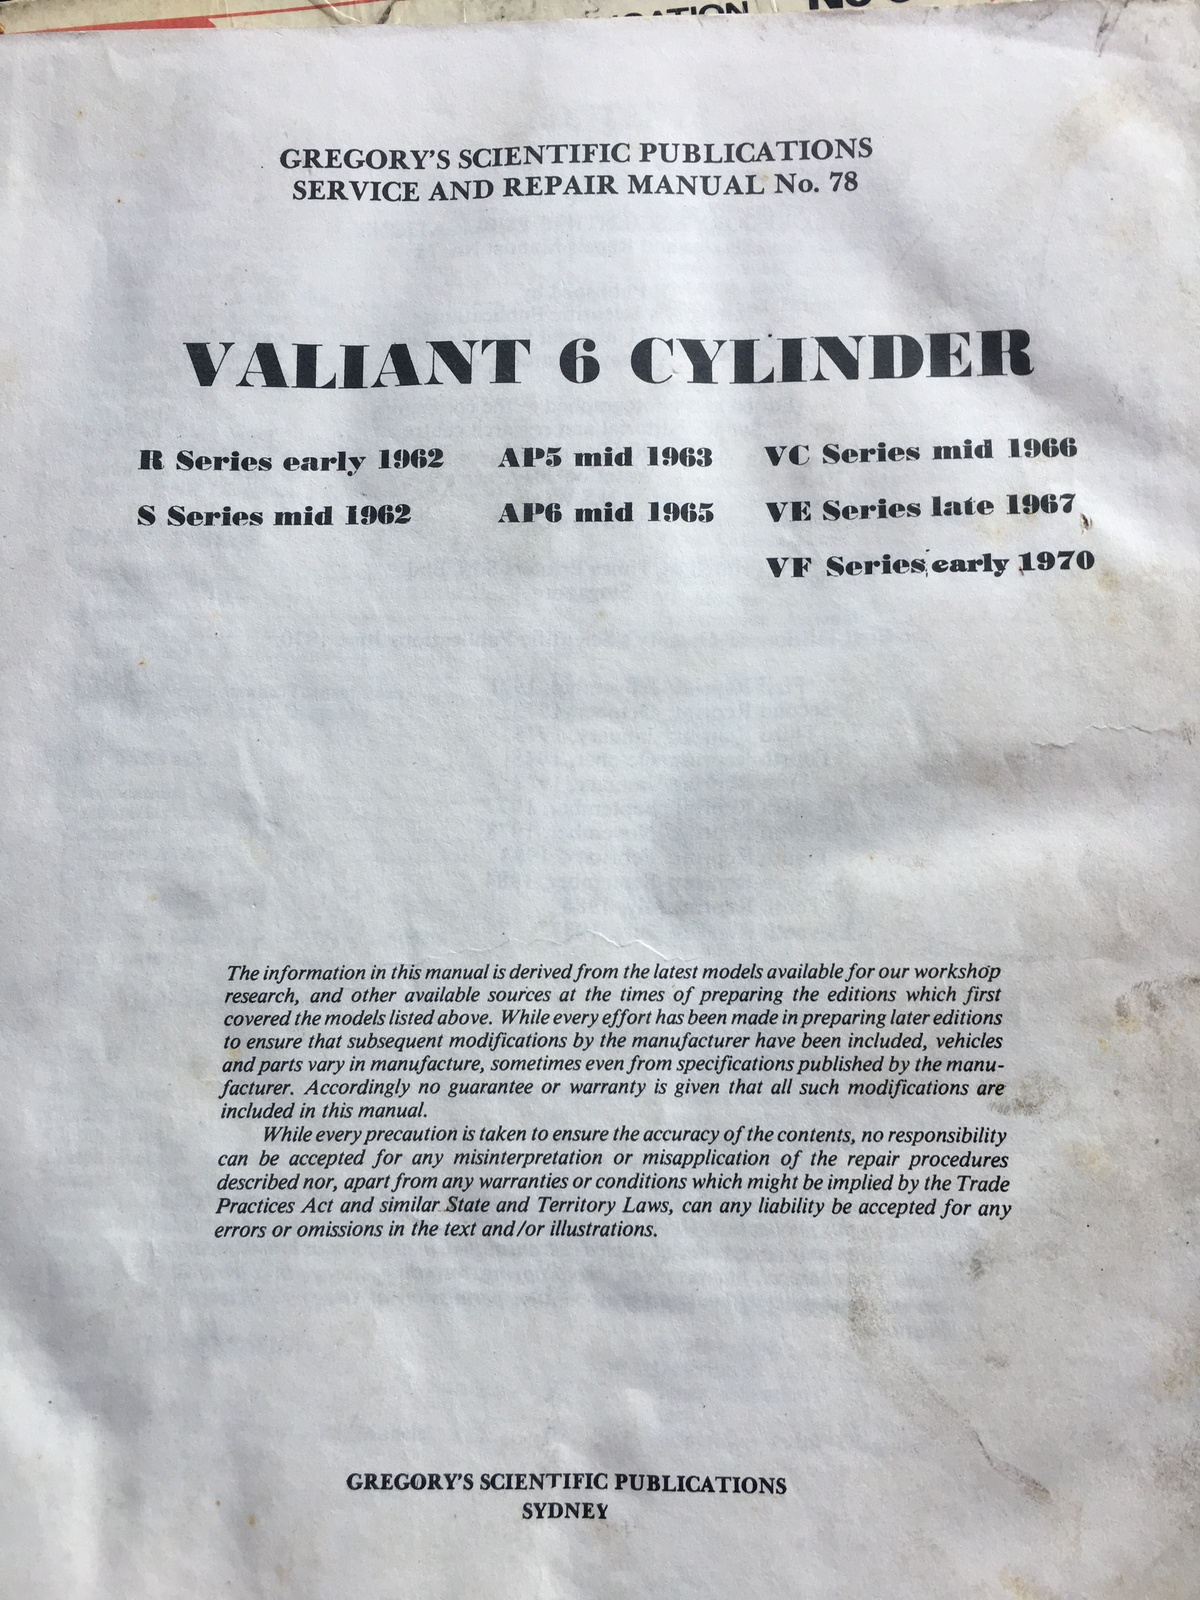 GREGORY'S SCIENTIFIC PUBLICATIONS
SERVICE AND REPAIR MANUAL No. 78
VALIANT 6 CYLINDER
R Series early 1962
S Series mid 1962
AP5 mid 1963
AP6 mid 1965
VC Series mid 1966
VE Series late 1967
VF Series early 1970
The information in this manual is derived from the latest models available for our workshop
research, and other available sources at the times of preparing the editions which first
covered the models listed above. While every effort has been made in preparing later editions
to ensure that subsequent modifications by the manufacturer have been included, vehicles
and parts vary in manufacture, sometimes even from specifications published by the manu-
facturer. Accordingly no guarantee or warranty is given that all such modifications are
included in this manual.
While every precaution is taken to ensure the accuracy of the contents, no responsibility
can be accepted for any misinterpretation or misapplication of the repair procedures
described nor, apart from any warranties or conditions which might be implied by the Trade
Practices Act and similar State and Territory Laws, can any liability be accepted for any
errors or omissions in the text and/or illustrations.
GREGORY'S SCIENTIFIC PUBLICATIONS
SYDNEY